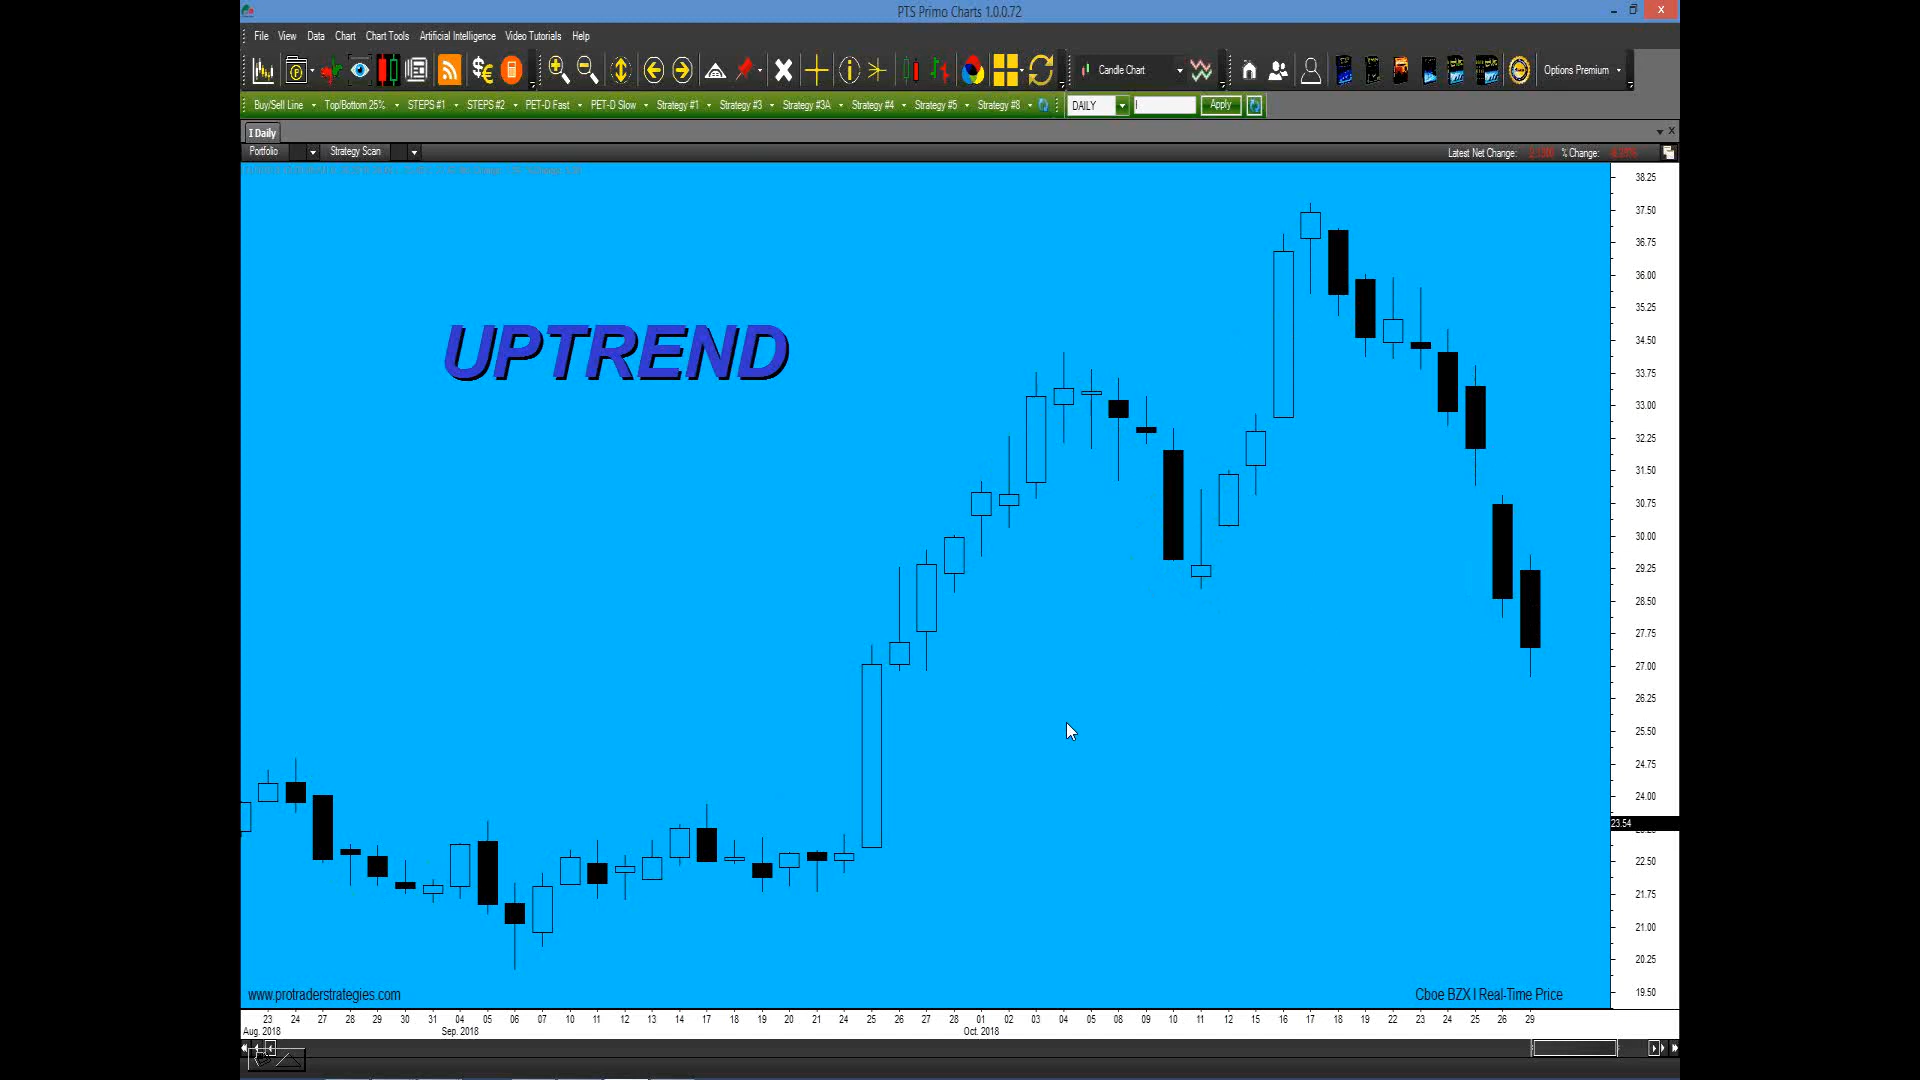 PTS Primo Charts 1.0.0.72
File View Data Chart Chart Tools Artificial Intelligence Video Tutorials Help
Candle Chart Options Premium
Buy/Sell Line Top/Bottom 25% STEPS #1 STEPS #2 PET-D Fast PET-D Slow Strategy #1 Strategy #3 Strategy #3A Strategy #4 Strategy #5 Strategy #8 DAILY I Apply
I Daily
Portfolio Strategy Scan Latest Net Change: % Change:
38.25
37.50
36.75
36.00
35.25
UPTREND
34.50
33.75
33.00
32.25
31.50
30.75
30.00
29.25
28.50
27.75
27.00
26.25
25.50
24.75
24.00
23.54
22.50
21.75
21.00
20.25
19.50
www.protraderstrategies.com Cboe BZX I Real-Time Price
23 24 27 28 29 30 31 04 05 06 07 10 11 12 13 14 17 18 19 20 21 24 25 26 27 28 01 02 03 04 05 08 09 10 11 12 15 16 17 18 19 22 23 24 25 26 29
Aug. 2018 Sep. 2018 Oct. 2018